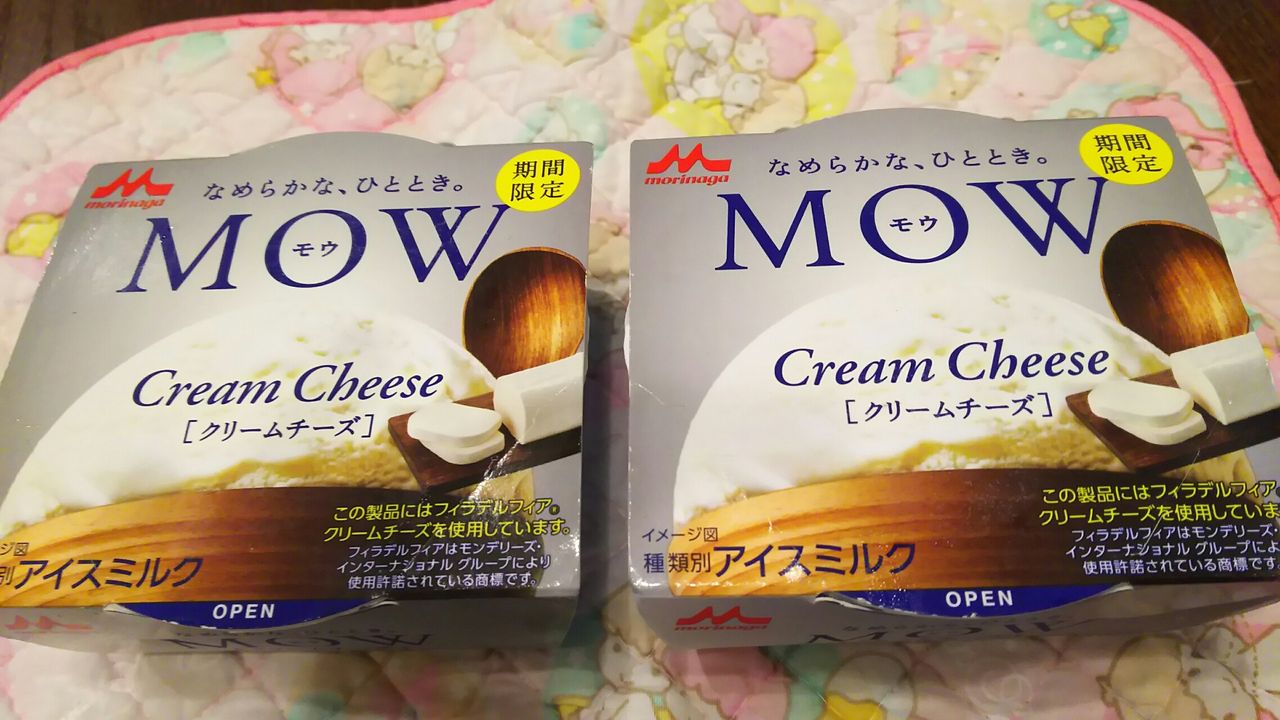 morinaga
なめらかな、ひととき。
期間
限定
MOW
モウ
Cream Cheese
[クリームチーズ]
この製品にはフィラデルフィア®
クリームチーズを使用しています。
フィラデルフィアはモンデリーズ・
インターナショナル グループにより
使用許諾されている商標です。
ージ図
別アイスミルク
OPEN
MOW
morinaga
なめらかな、ひととき。
期間
限定
MOW
モウ
Cream Cheese
[クリームチーズ]
この製品にはフィラデルフィア
クリームチーズを使用していま
フィラデルフィアはモンデリーズ・
インターナショナル グループによ
使用許諾されている商標です
イメージ図
種類別アイスミルク
OPEN
morinaga